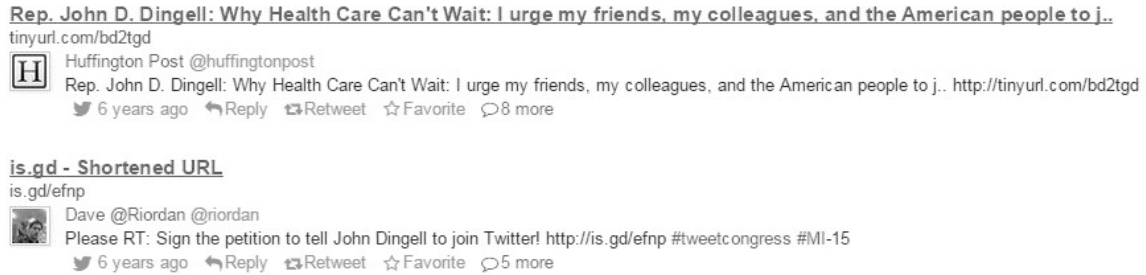 Rep. John D. Dingell: Why Health Care Can't Wait: I urge my friends, my colleagues, and the American people to j..
tinyurl.com/bd2tgd
H
Huffington Post @huffingtonpost
Rep. John D. Dingell: Why Health Care Can't Wait: I urge my friends, my colleagues, and the American people to j.. http://tinyurl.com/bd2tgd
6 years ago Reply Retweet Favorite 8 more
is.gd - Shortened URL
is.gd/efnp
Dave @Riordan @riordan
Please RT: Sign the petition to tell John Dingell to join Twitter! http://is.gd/efnp #tweetcongress #MI-15
6 years ago Reply Retweet Favorite 5 more